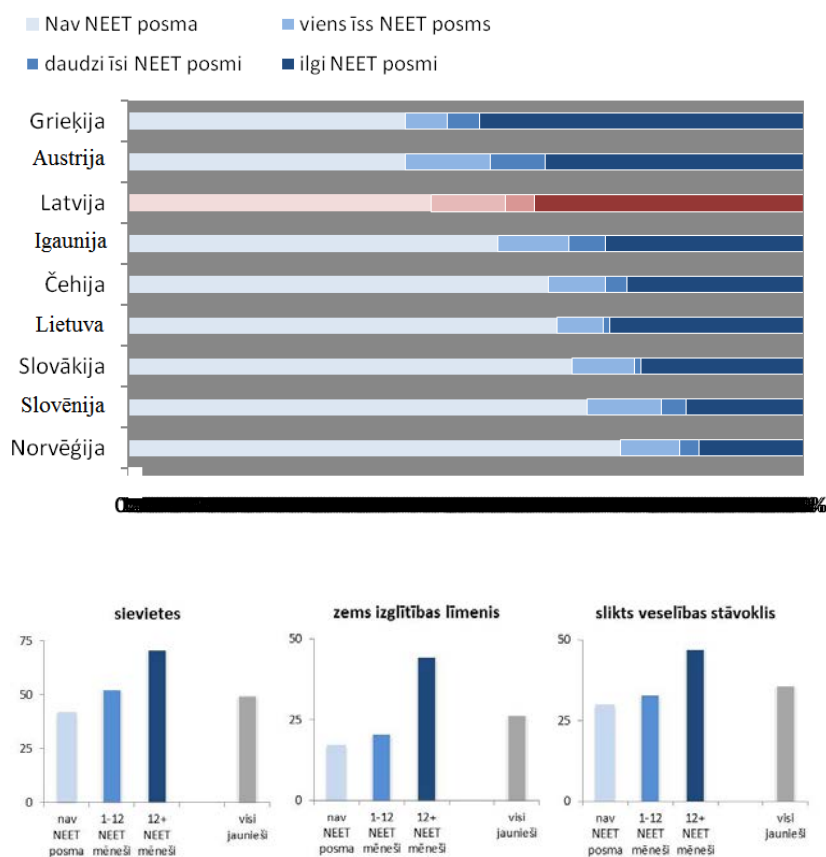 Nav NEET posma viens īss NEET posms
daudzi īsi NEET posmi ilgi NEET posmi
Grieķija
Austrija
Latvija
Igaunija
Čehija
Lietuva
Slovākija
Slovēnija
Norvēģija
sievietes
75
50
25
0
nav NEET posma
1-12 NEET mēneši
12+ NEET mēneši
visi jaunieši
zems izglītības līmenis
50
25
0
nav NEET posma
1-12 NEET mēneši
12+ NEET mēneši
visi jaunieši
slikts veselības stāvoklis
50
25
0
nav NEET posma
1-12 NEET mēneši
12+ NEET mēneši
visi jaunieši